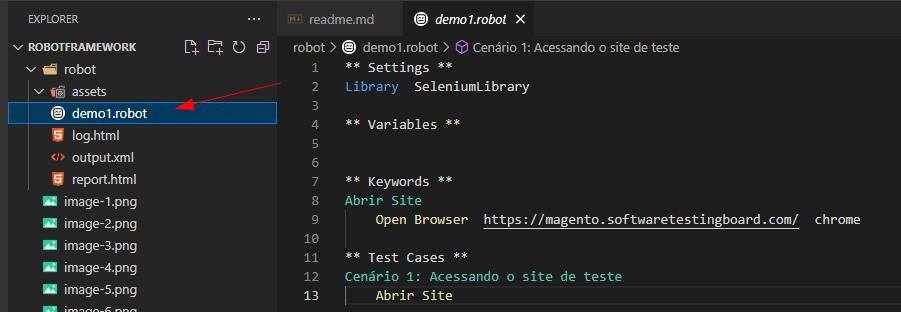 EXPLORER
ROBOTFRAMEWORK
robot
assets
demo1.robot
log.html
output.xml
report.html
image-1.png
image-2.png
image-3.png
image-4.png
image-5.png
image-6.png
readme.md
demo1.robot
robot > demo1.robot > Cenário 1: Acessando o site de teste
1 ** Settings **
2 Library SeleniumLibrary
3
4 ** Variables **
5
6
7 ** Keywords **
8 Abrir Site
9 Open Browser https://magento.softwaretestingboard.com/ chrome
10
11 ** Test Cases **
12 Cenário 1: Acessando o site de teste
13 Abrir Site